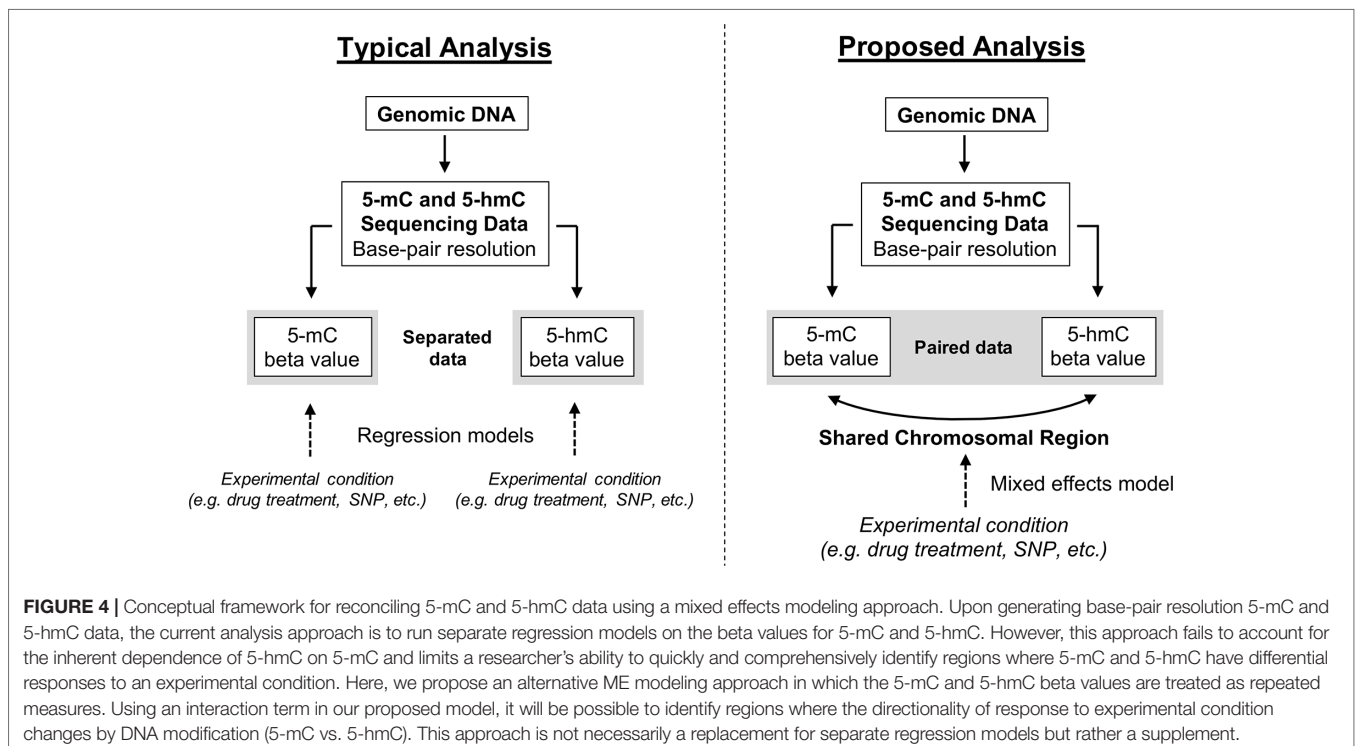 Typical Analysis
Genomic DNA
5-mC and 5-hmC
Sequencing Data
Base-pair resolution
5-mC
beta value
Separated
data
5-hmC
beta value
Regression models
Experimental condition
(e.g. drug treatment, SNP, etc.)
Experimental condition
(e.g. drug treatment, SNP, etc.)
Proposed Analysis
Genomic DNA
5-mC and 5-hmC
Sequencing Data
Base-pair resolution
5-mC
beta value
Paired data
5-hmC
beta value
Shared Chromosomal Region
Mixed effects model
Experimental condition
(e.g. drug treatment, SNP, etc.)
FIGURE 4 | Conceptual framework for reconciling 5-mC and 5-hmC data using a mixed effects modeling approach. Upon generating base-pair resolution 5-mC and
5-hmC data, the current analysis approach is to run separate regression models on the beta values for 5-mC and 5-hmC. However, this approach fails to account for
the inherent dependence of 5-hmC on 5-mC and limits a researcher's ability to quickly and comprehensively identify regions where 5-mC and 5-hmC have differential
responses to an experimental condition. Here, we propose an alternative ME modeling approach in which the 5-mC and 5-hmC beta values are treated as repeated
measures. Using an interaction term in our proposed model, it will be possible to identify regions where the directionality of response to experimental condition
changes by DNA modification (5-mC vs. 5-hmC). This approach is not necessarily a replacement for separate regression models but rather a supplement.